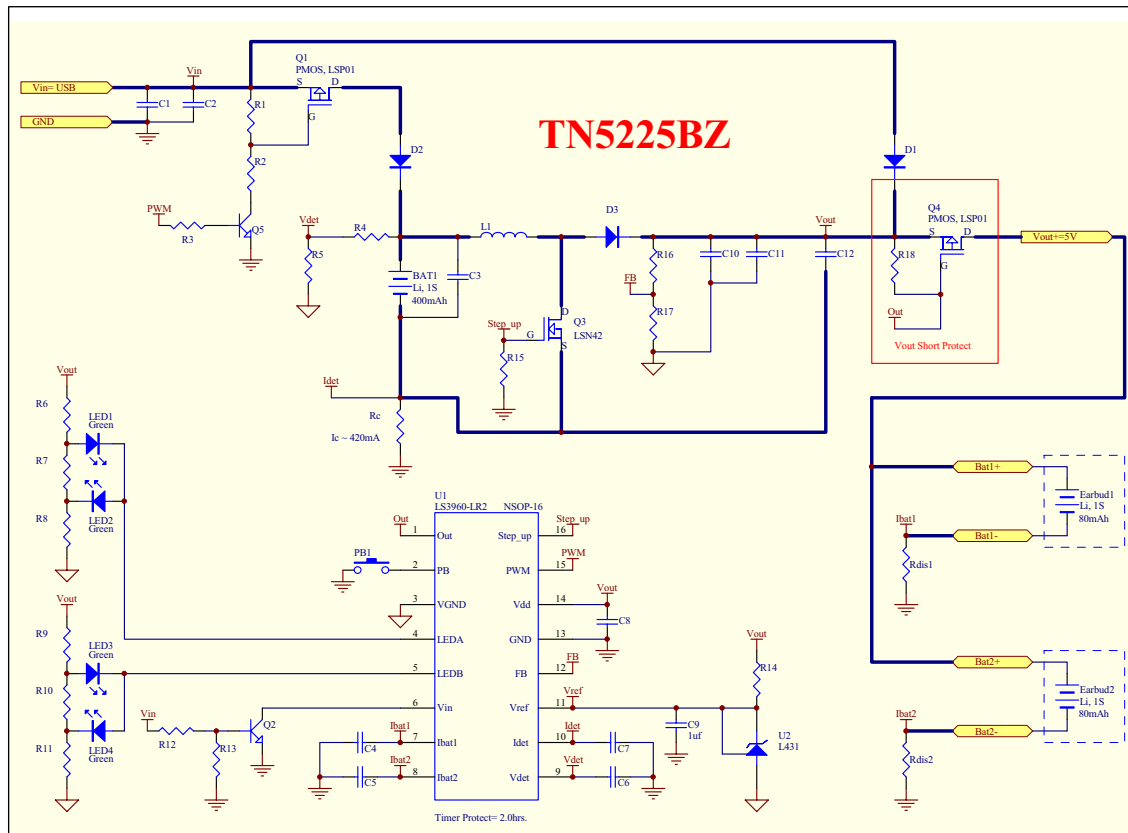 Q1
PMOS, LSP01
Vin
S
D
Vin= USB
C1
C2
R1
G
GND
TN5225BZ
R2
D2
D1
PWM
Q5
R3
Vdet
R4
L1
D3
Vout
Q4
PMOS, LSP01
S
D
Vout+=5V
R5
BAT1
Li, 1S
400mAh
C3
R16
FB
C10
C11
C12
R18
G
Out
Vout Short Protect
Step_up
G
D
Q3
LSN42
S
R15
R17
Idet
Rc
Ic ~ 420mA
Vout
R6
LED1
Green
R7
LED2
Green
R8
Vout
R9
LED3
Green
R10
LED4
Green
R11
Vin
R12
R13
Q2
U1
LS3960-LR2
NSOP-16
Out
1
Out
PB1
2
PB
3
VGND
4
LEDA
5
LEDB
6
Vin
Ibat1
7
Ibat1
C4
Ibat2
8
Ibat2
C5
Step_up
16
Step_up
PWM
15
PWM
Vout
14
Vdd
C8
13
GND
FB
12
FB
Vref
11
Vref
Idet
10
Idet
C7
Vdet
9
Vdet
C6
Timer Protect= 2.0hrs.
C9
1uf
Vout
R14
U2
L431
Bat1+
Earbud1
Li, 1S
80mAh
Ibat1
Bat1-
Rdis1
Bat2+
Earbud2
Li, 1S
80mAh
Ibat2
Bat2-
Rdis2